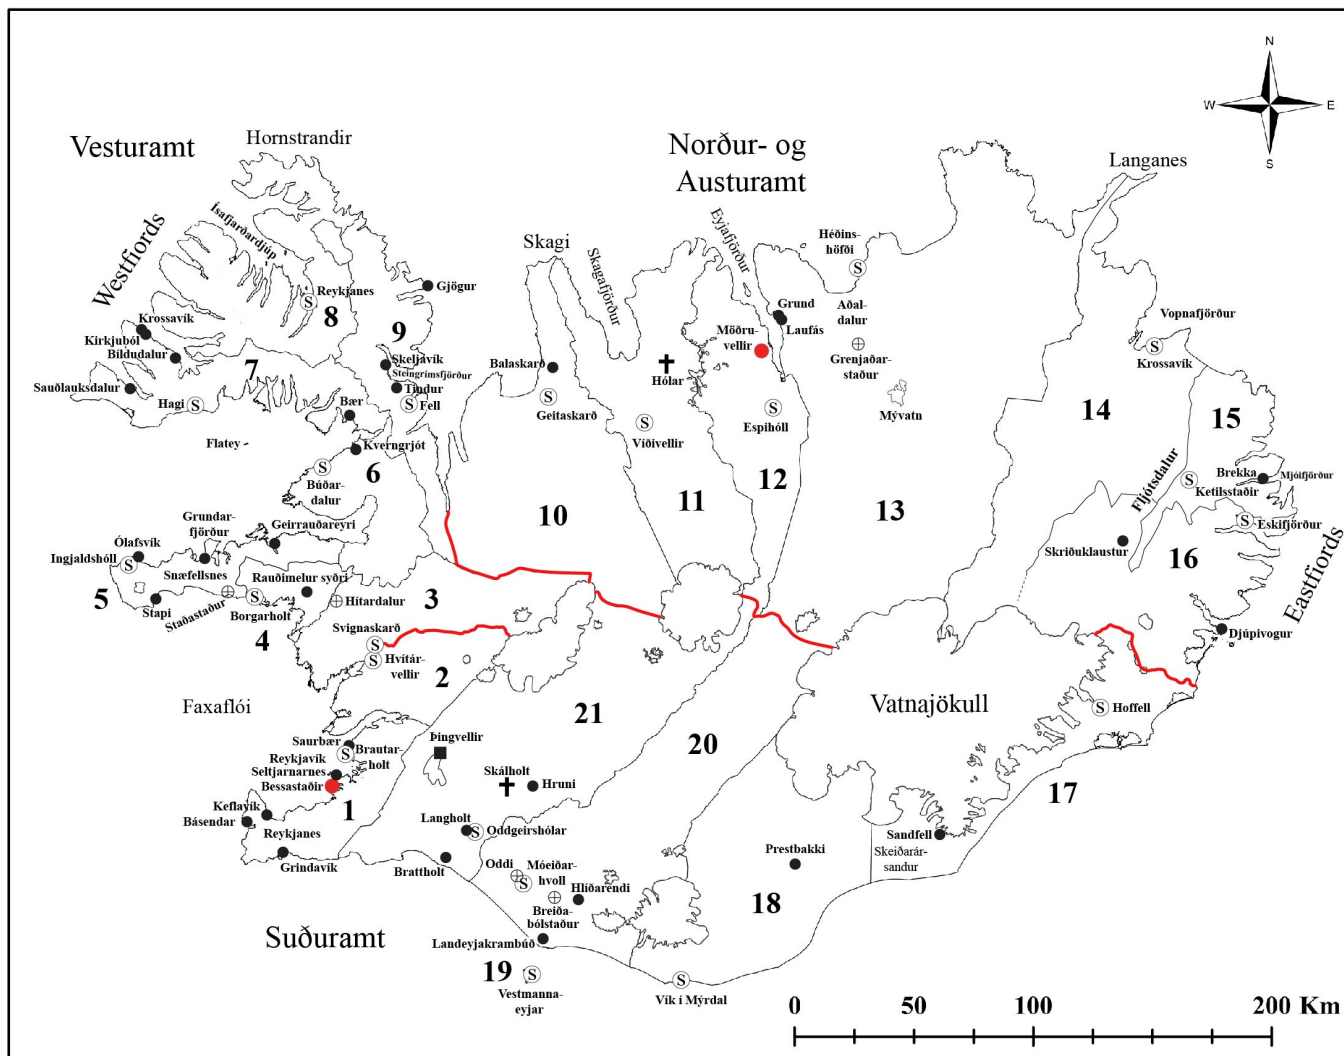 N
W
E
S
Hornstrandir
Vesturamt
Norður- og
Austuramt
Langanes
Ísafjarðardjúp
Westfiords
Skagi
Skagafjörður
Eyjafjörður
Héðins-
höfði
S
Reykjanes
S
Gjögur
8
9
Krossavík
Kirkjuból
Bíldudalur
7
Sauðlauksdalur
Hagi
S
Skeljavík
Steingrímsfjörður
Tindur
S
Fell
Bær
Flatey
Kverngrjót
S
Búðar-
dalur
6
Balaskarð
S
Geitaskarð
Hólar
S
Víðivellir
Möðru-
vellir
Grund
Laufás
Aðal-
dalur
Grenjaðar-
staður
Mývatn
S
Espihóll
Vopnafjörður
S
Krossavík
14
15
12
11
10
13
Fljótsdalur
Brekka
Mjóifjörður
S
Ketilsstaðir
S
Eskifjörður
Skriðuklaustur
16
Eastfiords
Djúpivogur
Grundar-
fjörður
Geirrauðareyri
Ólafsvík
Ingjaldshóll
S
Snæfellsnes
5
Stapi
Staðastaður
S
Borgarholt
Rauðimelur syðri
Hítardalur
3
4
Svignaskarð
S
S
Hvítár-
vellir
2
Faxaflói
21
20
Vatnajökull
S
Hoffell
17
Saurbær
S
Brautar-
holt
Reykjavík
Seltjarnarnes
Bessastaðir
Þingvellir
Keflavík
Básendar
1
Reykjanes
Grindavík
Skálholt
Hruni
Langholt
S
Oddgeirshólar
Brattholt
Oddi
S
Móeiðar-
hvoll
Hlíðarendi
Breiða-
bólstaður
Prestbakki
Sandfell
Skeiðarár-
sandur
18
Suðuramt
Landeyjakrambúð
19
S
Vestmanna-
eyjar
S
Vík í Mýrdal
0
50
100
200 Km